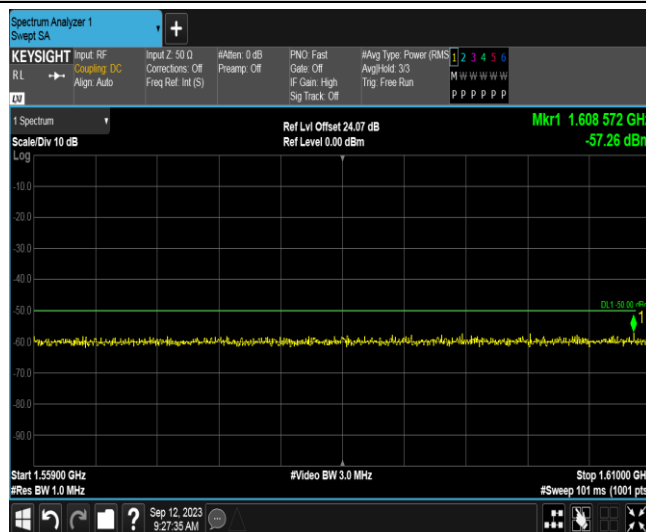 Spectrum Analyzer 1
Swept SA
+
KEYSIGHT
RL
LXI
Input: RF
Coupling: DC
Align: Auto
Input Z: 50 Ω
Corrections: Off
Freq Ref: Int (S)
#Atten: 0 dB
Preamp: Off
PNO: Fast
Gate: Off
IF Gain: High
Sig Track: Off
#Avg Type: Power (RMS
Avg|Hold: 3/3
Trig: Free Run
1 2 3 4 5 6
M W W W W W
P P P P P P
1 Spectrum
Scale/Div 10 dB
Ref Lvl Offset 24.07 dB
Ref Level 0.00 dBm
Mkr1 1.608 572 GHz
-57.26 dBm
Log
-10.0
-20.0
-30.0
-40.0
-50.0
-60.0
-70.0
-80.0
-90.0
DL1 -50.00 dBm
1
Start 1.55900 GHz
#Res BW 1.0 MHz
#Video BW 3.0 MHz
Stop 1.61000 GHz
#Sweep 101 ms (1001 pts
?
Sep 12, 2023
9:27:35 AM